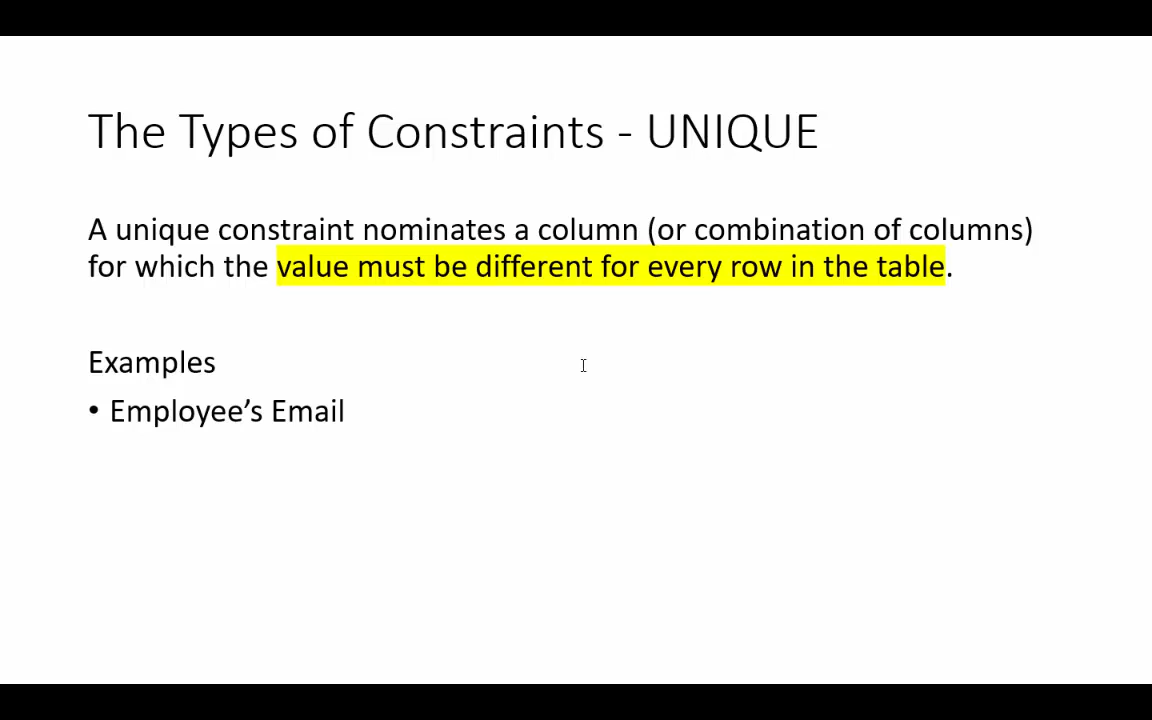 The Types of Constraints - UNIQUE
A unique constraint nominates a column (or combination of columns)
for which the value must be different for every row in the table.
Examples
• Employee’s Email